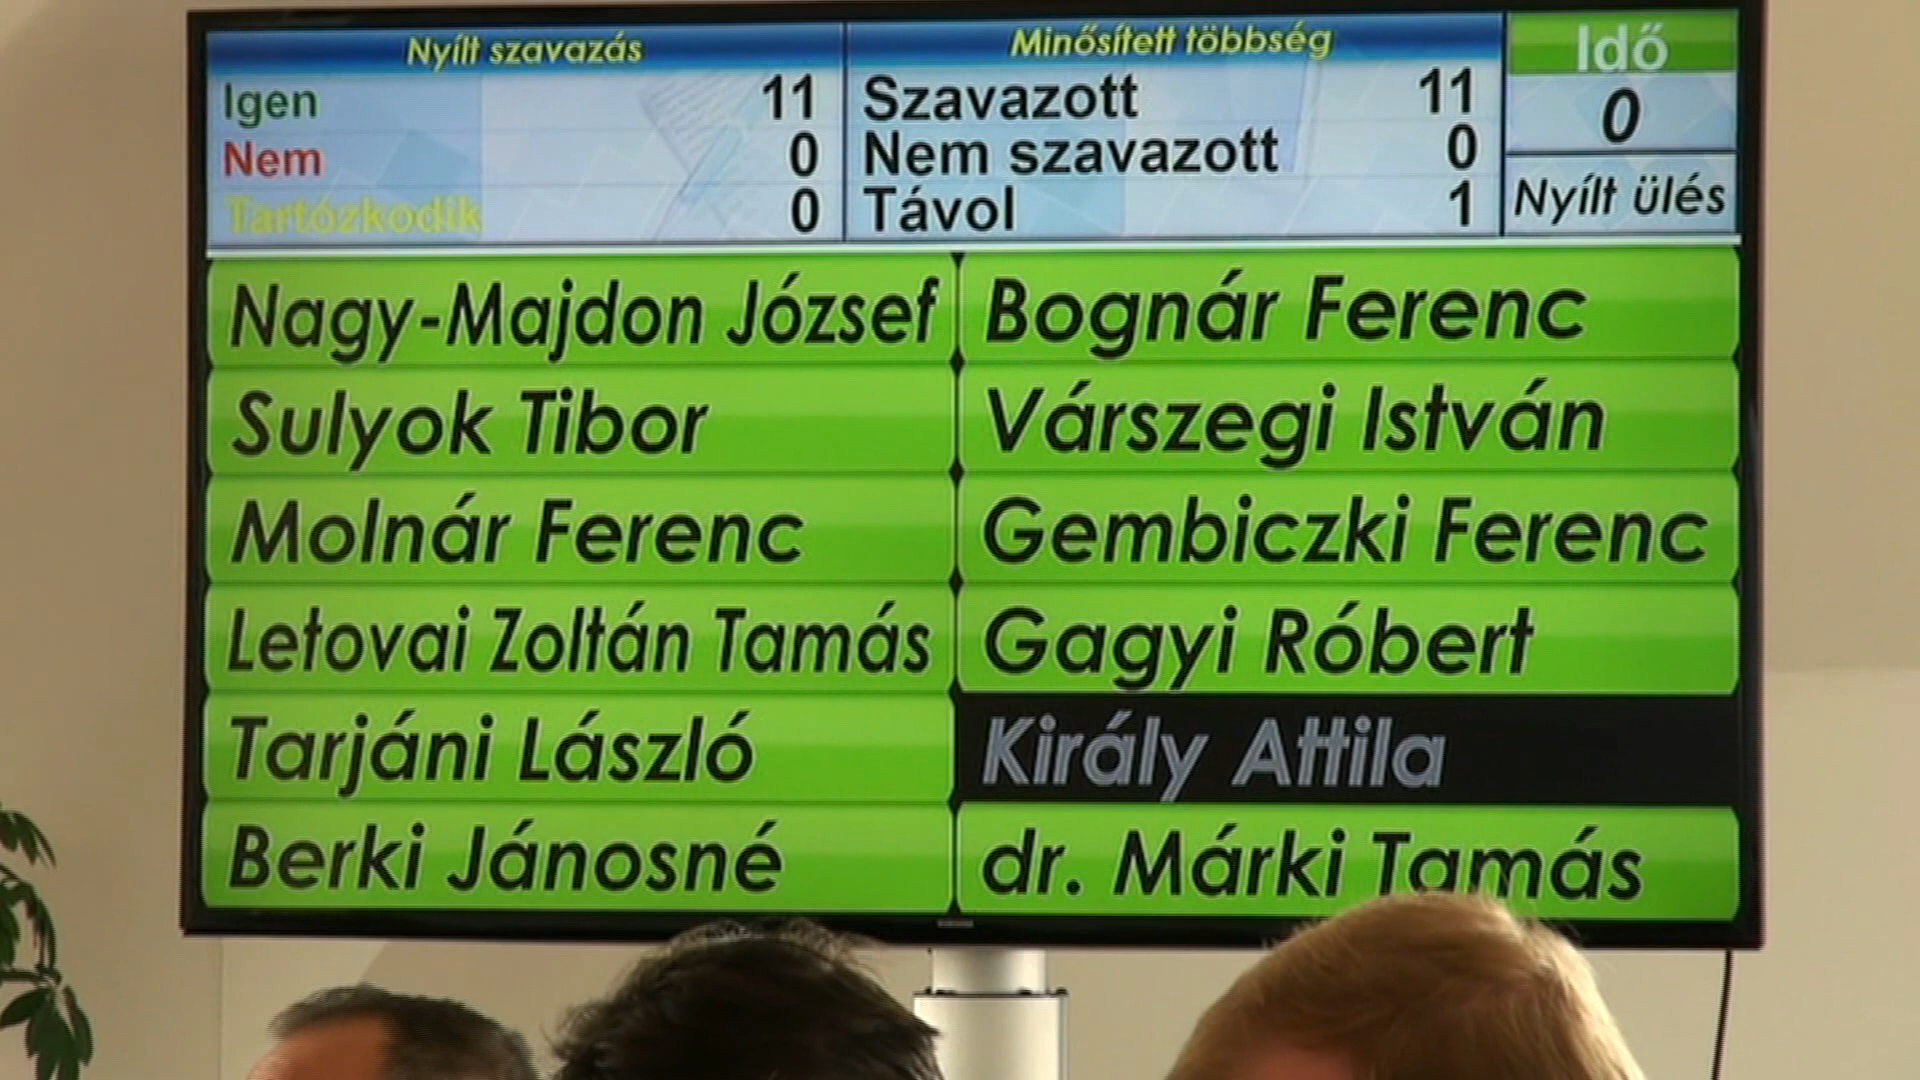 Nyílt szavazás
Igen 11
Nem 0
Tartózkodik 0
Minősített többség
Szavazott 11
Nem szavazott 0
Távol 1
Idő
0
Nyílt ülés
Nagy-Majdon József
Sulyok Tibor
Molnár Ferenc
Letovai Zoltán Tamás
Tarjáni László
Berki Jánosné
Bognár Ferenc
Várszegi István
Gembiczki Ferenc
Gagyi Róbert
Király Attila
dr. Márki Tamás